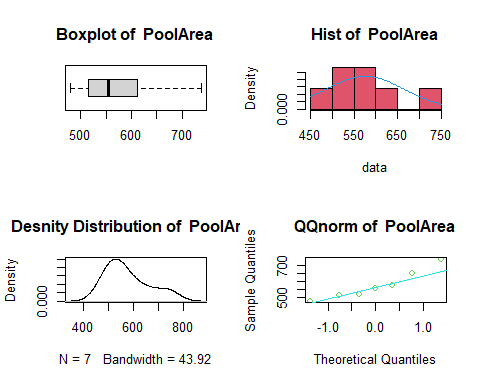 Boxplot of PoolArea
500 600 700
Hist of PoolArea
Density
0.000
450 550 650 750
data
Desnity Distribution of PoolAr
Density
0.000
400 600 800
N = 7 Bandwidth = 43.92
QQnorm of PoolArea
Sample Quantiles
500 700
-1.0 0.0 1.0
Theoretical Quantiles